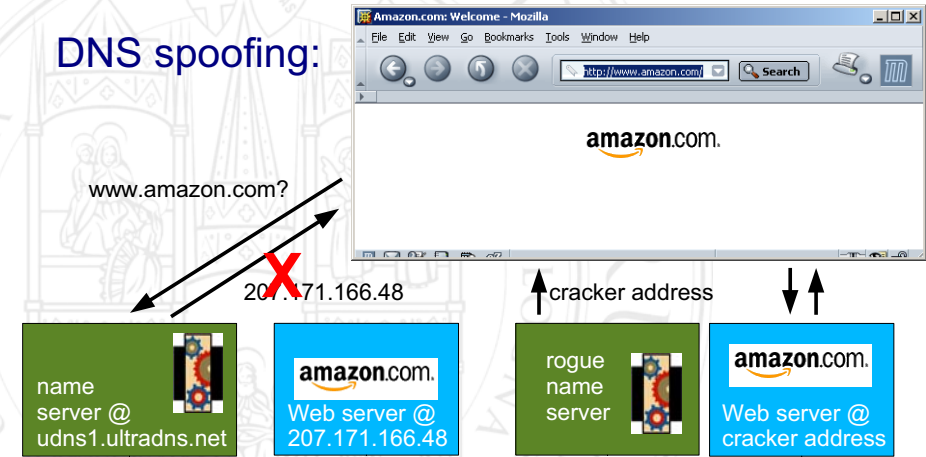 DNS spoofing:
Amazon.com: Welcome - Mozilla
File Edit View Go Bookmarks Tools Window Help
http://www.amazon.com/ Search
amazon.com.
www.amazon.com?
207.171.166.48
cracker address
name
server @
udns1.ultradns.net
amazon.com.
Web server @
207.171.166.48
rogue
name
server
amazon.com.
Web server @
cracker address